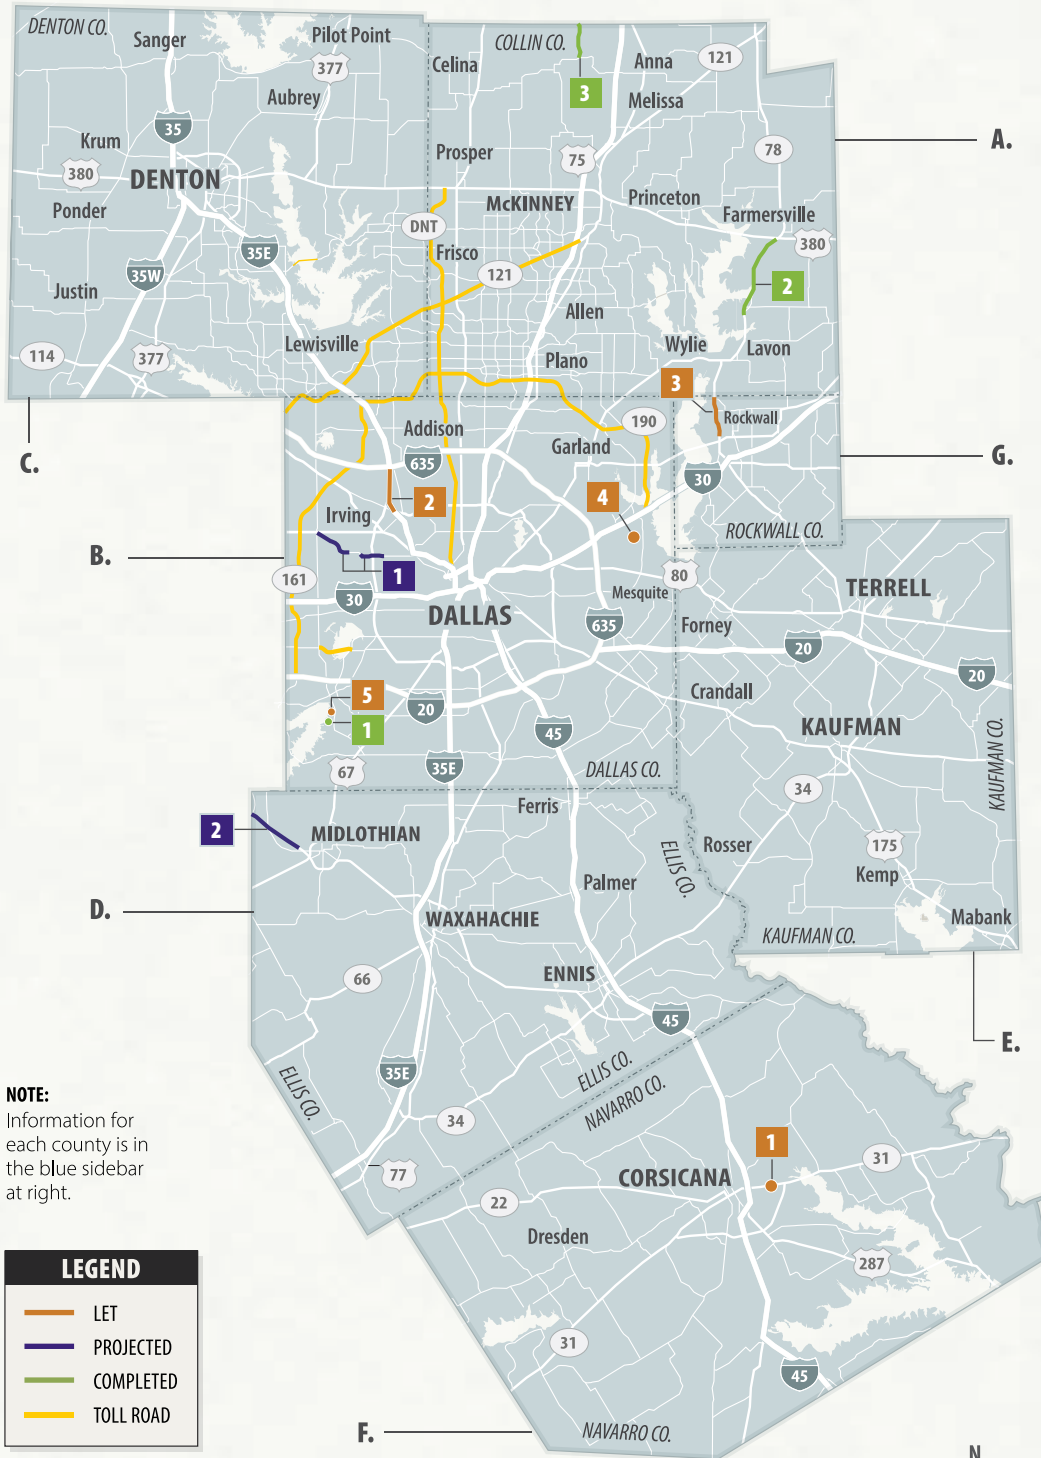 DENTON CO.
Sanger
Pilot Point
377
Aubrey
35
Krum
380
DENTON
Ponder
35W
35E
Justin
Lewisville
114
377
C.
COLLIN CO.
Celina
Anna
121
3
Melissa
Prosper
75
78
A.
McKINNEY
Princeton
Farmersville
DNT
380
Frisco
121
2
Allen
Wylie
Lavon
Plano
3
Rockwall
190
Addison
Garland
635
G.
30
4
2
Irving
ROCKWALL CO.
B.
1
161
80
TERRELL
30
Mesquite
DALLAS
635
Forney
20
20
Crandall
5
20
1
KAUFMAN
45
67
35E
DALLAS CO.
KAUFMAN CO.
34
Ferris
2
MIDLOTHIAN
Rosser
175
ELLIS CO.
Kemp
Palmer
D.
WAXAHACHIE
Mabank
KAUFMAN CO.
ENNIS
66
45
E.
35E
ELLIS CO.
ELLIS CO.
NAVARRO CO.
34
NOTE:
Information for
each county is in
the blue sidebar
at right.
77
1
31
CORSICANA
22
Dresden
287
31
45
F.
NAVARRO CO.
LEGEND
LET
PROJECTED
COMPLETED
TOLL ROAD
N